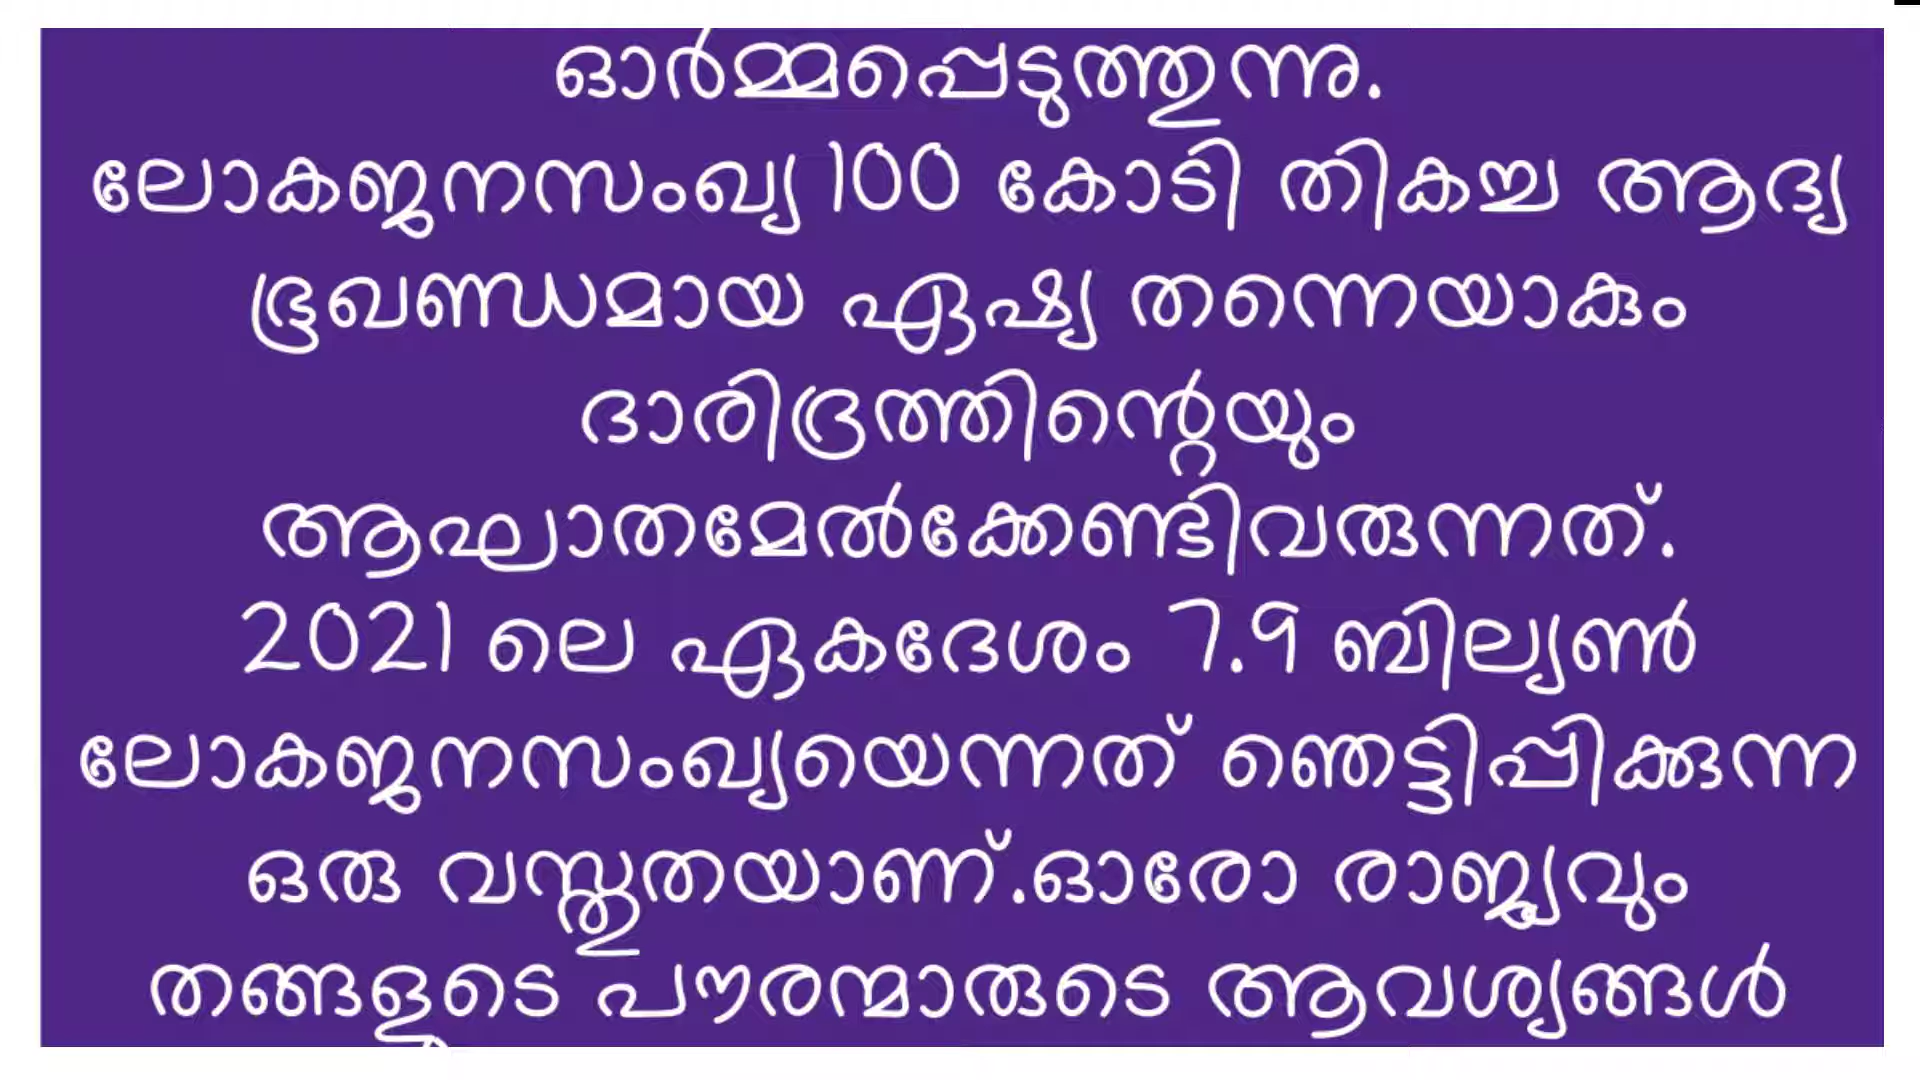 ഓർമ്മപ്പെടുത്തുന്നു.
ലോകജനസംഖ്യ 100 കോടി തികച്ച ആദ്യ
ഭൂഖണ്ഡമായ ഏഷ്യ തന്നെയാകും
ദാരിദ്രത്തിന്റെയും
ആഘാതമേൽക്കേണ്ടിവരുന്നത്.
2021 ലെ ഏകദേശം 7.9 ബില്യൺ
ലോകജനസംഖ്യയെന്നത് ഞെട്ടിപ്പിക്കുന്ന
ഒരു വസ്തുതയാണ്.ഓരോ രാജ്യവും
തങ്ങളുടെ പൗരന്മാരുടെ ആവശ്യങ്ങൾ